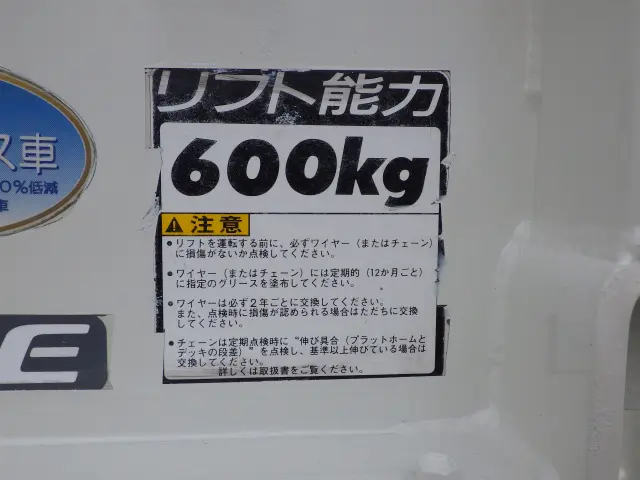 リフト能力
600kg
注意
●リフトを運転する前に、必ずワイヤー（またはチェーン）
に損傷がないか点検してください。
●ワイヤー（またはチェーン）には定期的（12か月ごと）
に指定のグリースを塗布してください。
●ワイヤーは必ず２年ごとに交換してください。
また、点検時に損傷が認められる場合はただちに交換
してください。
●チェーンは定期点検時に“伸び具合（プラットホームと
デッキの段差）”を点検し、基準以上伸びている場合は
交換してください。
詳しくは取扱書をご覧ください。
ス車
0%低減
車
E